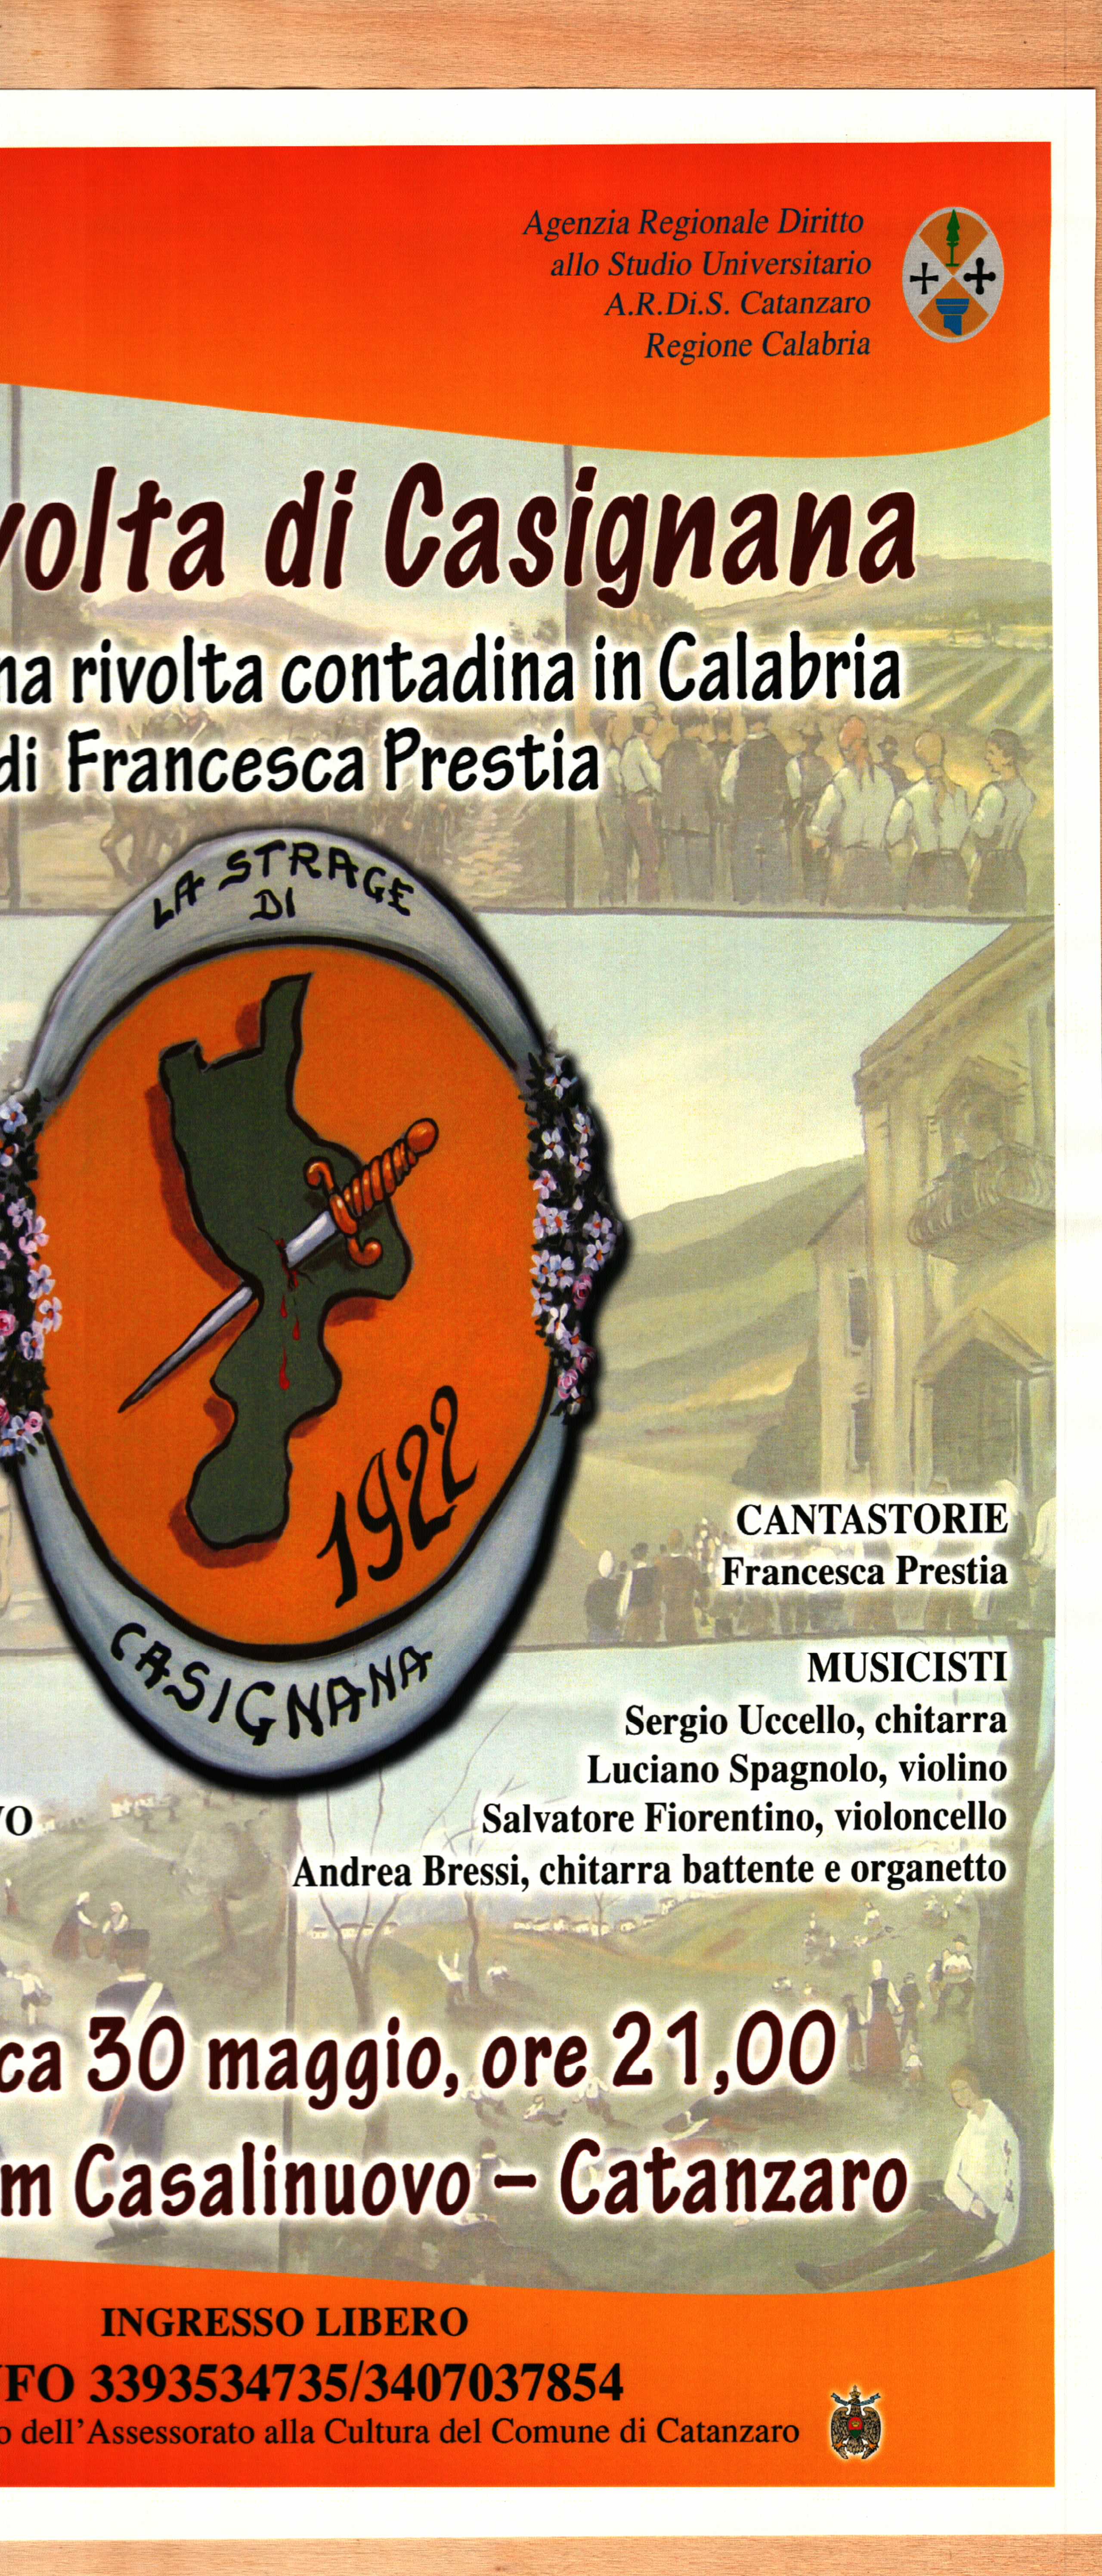 Agenzia Regionale Diritto
allo Studio Universitario
A.R.Di.S. Catanzaro
Regione Calabria
volta di Casignana
na rivolta contadina in Calabria
di Francesca Prestia
LA STRAGE
DI
1922
CASIGNANA
CANTASTORIE
Francesca Prestia
MUSICISTI
Sergio Uccello, chitarra
Luciano Spagnolo, violino
VO
Salvatore Fiorentino, violoncello
Andrea Bressi, chitarra battente e organetto
ca 30 maggio, ore 21,00
m Casalinuovo – Catanzaro
INGRESSO LIBERO
FO 3393534735/3407037854
o dell'Assessorato alla Cultura del Comune di Catanzaro